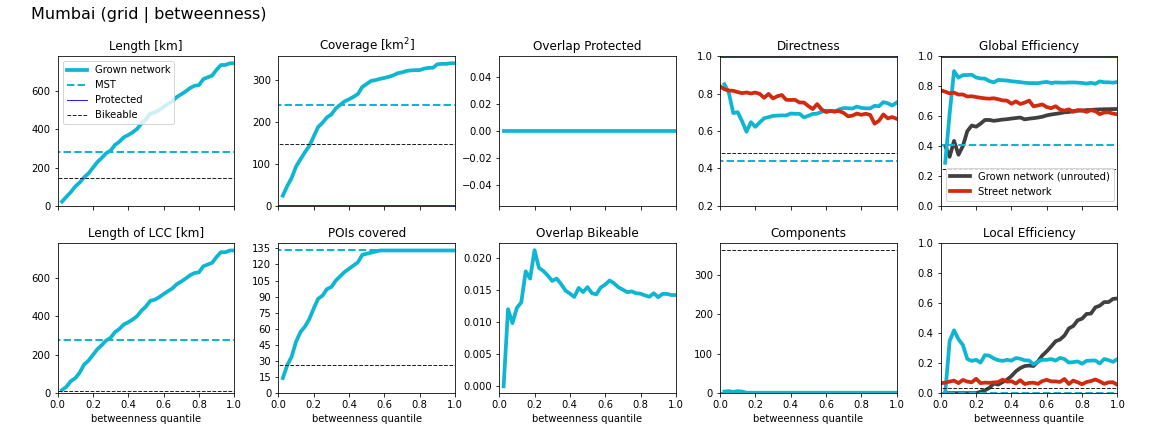 Mumbai (grid | betweenness)
Length [km]
Grown network
MST
Protected
Bikeable
0
200
400
600
Coverage [km²]
0
100
200
300
Overlap Protected
0.04
0.02
0.00
−0.02
−0.04
Directness
1.0
0.8
0.6
0.4
0.2
Global Efficiency
1.0
0.8
0.6
0.4
0.2
0.0
Grown network (unrouted)
Street network
Length of LCC [km]
600
400
200
0
0.0 0.2 0.4 0.6 0.8 1.0
betweenness quantile
POIs covered
135
120
105
90
75
60
45
30
15
0
0.0 0.2 0.4 0.6 0.8 1.0
betweenness quantile
Overlap Bikeable
0.020
0.015
0.010
0.005
0.000
0.0 0.2 0.4 0.6 0.8 1.0
betweenness quantile
Components
300
200
100
0
0.0 0.2 0.4 0.6 0.8 1.0
betweenness quantile
Local Efficiency
1.0
0.8
0.6
0.4
0.2
0.0
0.0 0.2 0.4 0.6 0.8 1.0
betweenness quantile